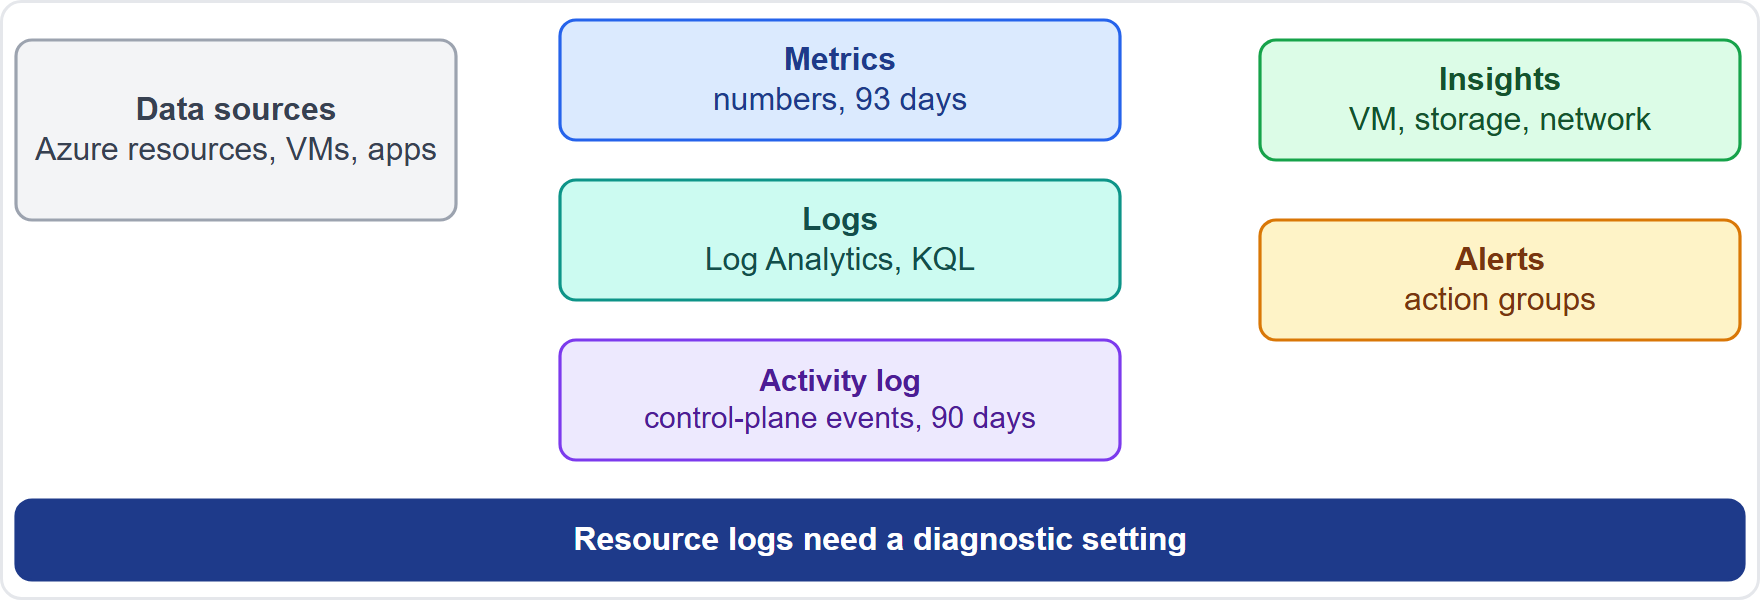 Data sources
Azure resources, VMs, apps
Metrics
numbers, 93 days
Logs
Log Analytics, KQL
Activity log
control-plane events, 90 days
Insights
VM, storage, network
Alerts
action groups
Resource logs need a diagnostic setting